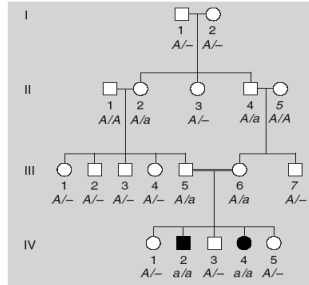 I
1 2
A/– A/–
II
1 2 3 4 5
A/A A/a A/– A/a A/A
III
1 2 3 4 5 6 7
A/– A/– A/– A/– A/a A/a A/–
IV
1 2 3 4 5
A/– a/a A/– a/a A/–